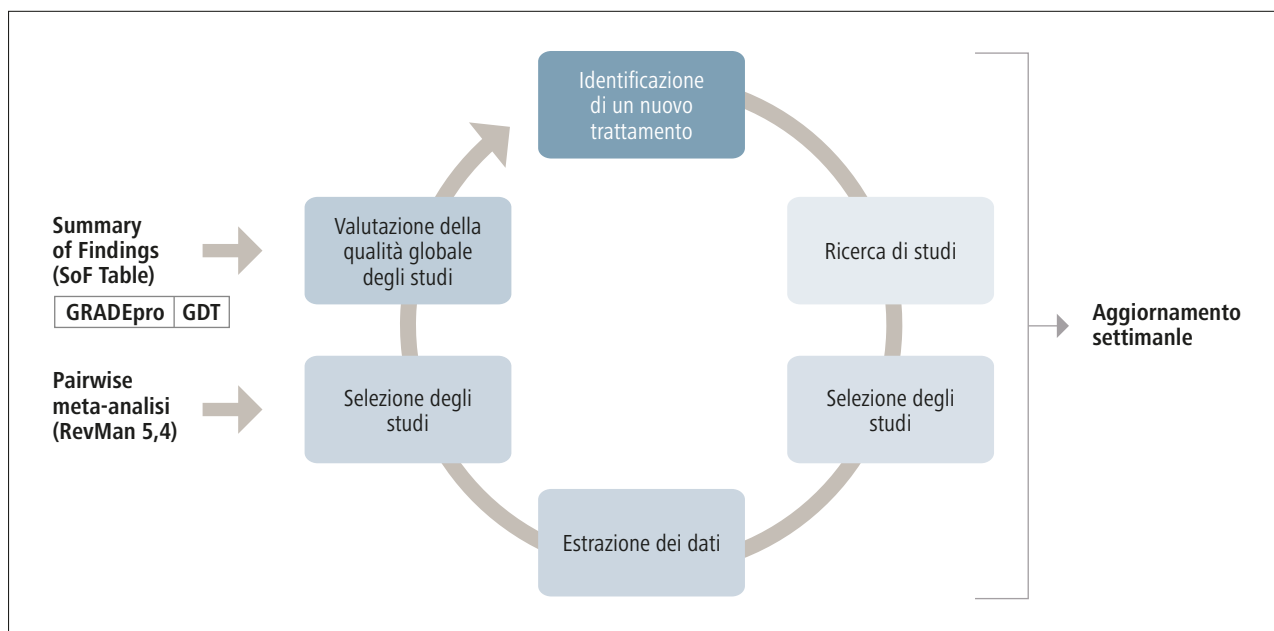 Identificazione
di un nuovo
trattamento
Summary
of Findings
(SoF Table)
GRADEpro GDT
Valutazione della
qualità globale
degli studi
Ricerca di studi
Aggiornamento
settimanle
Pairwise
meta-analisi
(RevMan 5,4)
Selezione degli
studi
Selezione degli
studi
Estrazione dei dati